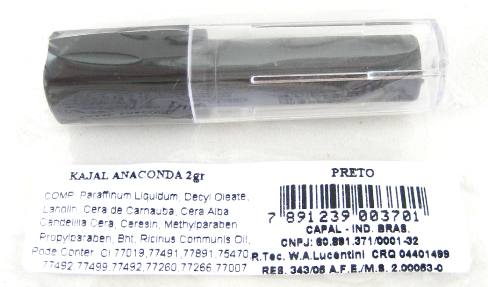 KAJAL ANACONDA 2gr
COMP: Paraffinum Liquidum, Decyl Oleate,
Lanolin, Cera de Carnauba, Cera Alba
Candelilla Cera, Ceresin, Methylparaben
Propylparaben, Bht, Ricinus Communis Oil,
Pode Conter: Ci 77019,77491,77891,75470,
77492,77499,77492,77260,77266,77007
PRETO
7 891239 003701
CAPAL - IND. BRAS.
CNPJ: 60.891.371/0001-32
R.Tec. W.A.Lucentini CRQ 04401499
RES. 343/05 A.F.E./M.S. 2.00063-0